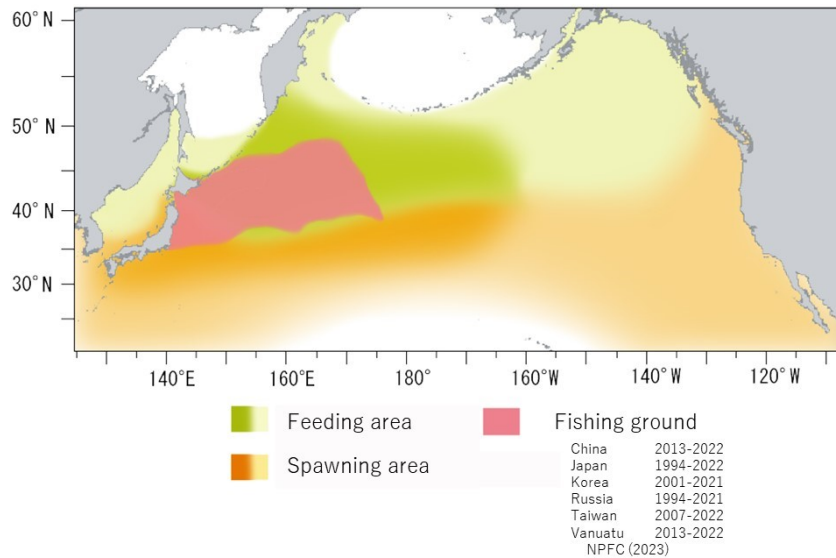 60°N
50°N
40°N
30°N
140°E 160°E 180° 160°W 140°W 120°W
Feeding area
Spawning area
Fishing ground
China 2013-2022
Japan 1994-2022
Korea 2001-2021
Russia 1994-2021
Taiwan 2007-2022
Vanuatu 2013-2022
NPFC (2023)